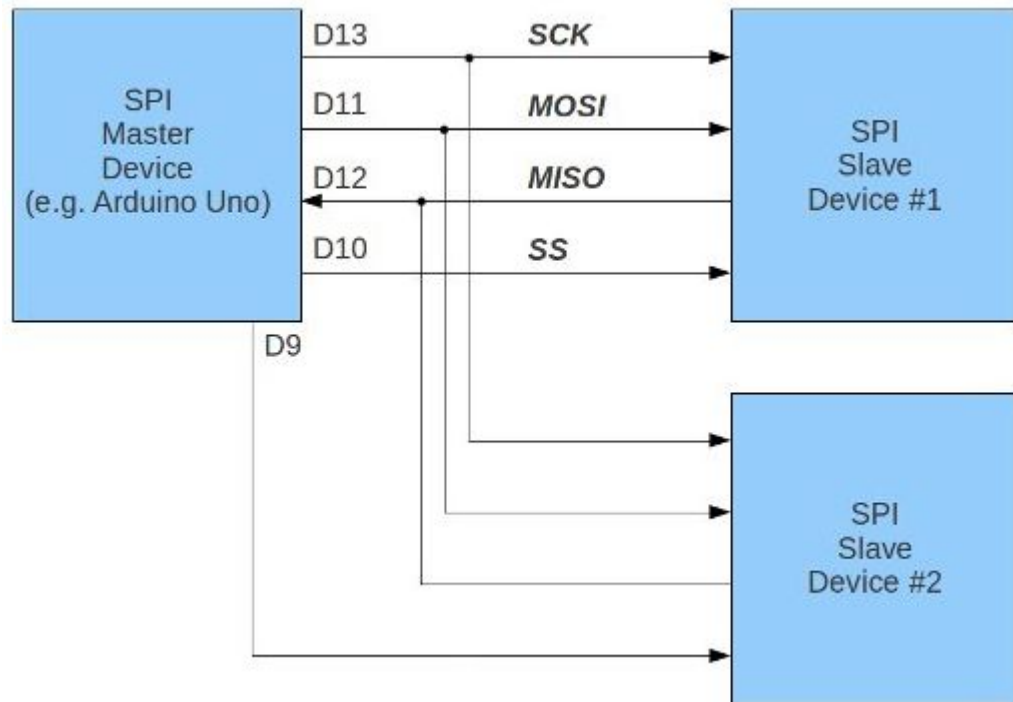 SPI
Master
Device
(e.g. Arduino Uno)
D13
SCK
D11
MOSI
D12
MISO
D10
SS
D9
SPI
Slave
Device #1
SPI
Slave
Device #2